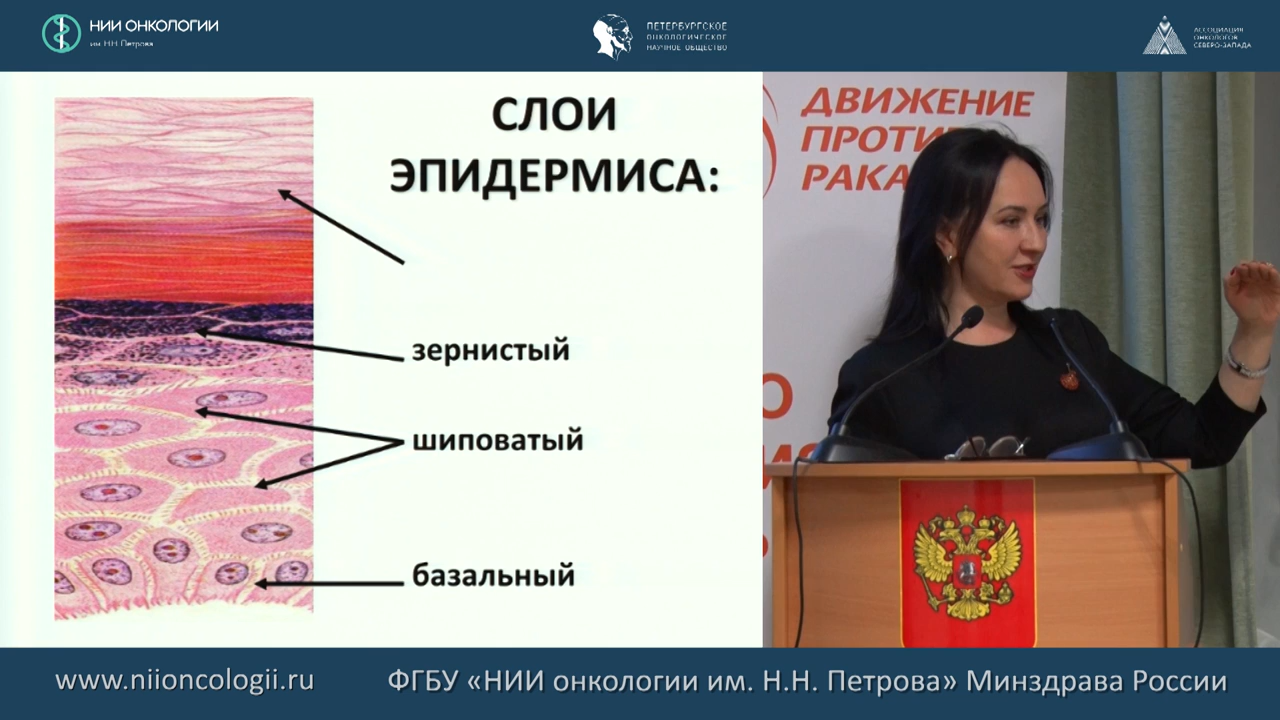 НИИ ОНКОЛОГИИ
им. Н.Н. Петрова
ПЕТЕРБУРГСКОЕ
ОНКОЛОГИЧЕСКОЕ
НАУЧНОЕ ОБЩЕСТВО
АССОЦИАЦИЯ
ОНКОЛОГОВ
СЕВЕРО-ЗАПАДА
СЛОИ
ЭПИДЕРМИСА:
зернистый
шиповатый
базальный
ДВИЖЕНИЕ
ПРОТИВ
РАКА
www.niioncologii.ru
ФГБУ «НИИ онкологии им. Н.Н. Петрова» Минздрава России